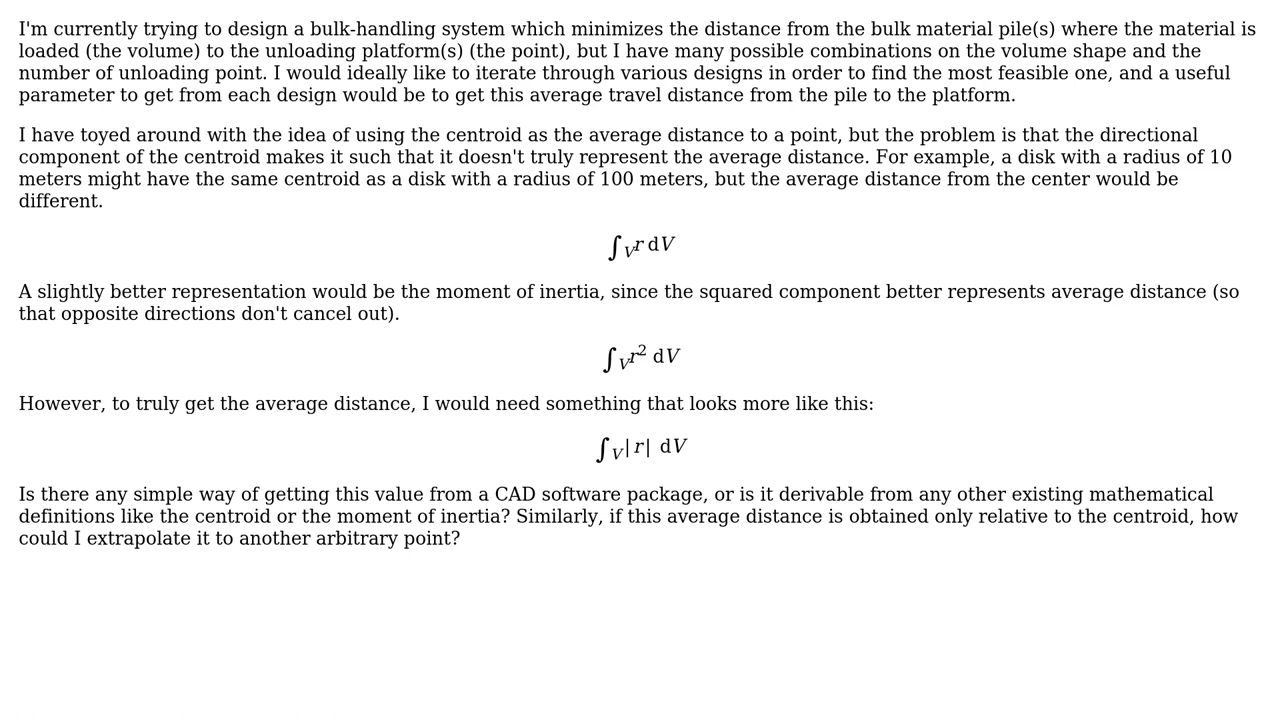 I'm currently trying to design a bulk-handling system which minimizes the distance from the bulk material pile(s) where the material is
loaded (the volume) to the unloading platform(s) (the point), but I have many possible combinations on the volume shape and the
number of unloading point. I would ideally like to iterate through various designs in order to find the most feasible one, and a useful
parameter to get from each design would be to get this average travel distance from the pile to the platform.
I have toyed around with the idea of using the centroid as the average distance to a point, but the problem is that the directional
component of the centroid makes it such that it doesn't truly represent the average distance. For example, a disk with a radius of 10
meters might have the same centroid as a disk with a radius of 100 meters, but the average distance from the center would be
different.
∫_V r dV
A slightly better representation would be the moment of inertia, since the squared component better represents average distance (so
that opposite directions don't cancel out).
∫_V r² dV
However, to truly get the average distance, I would need something that looks more like this:
∫_V |r| dV
Is there any simple way of getting this value from a CAD software package, or is it derivable from any other existing mathematical
definitions like the centroid or the moment of inertia? Similarly, if this average distance is obtained only relative to the centroid, how
could I extrapolate it to another arbitrary point?